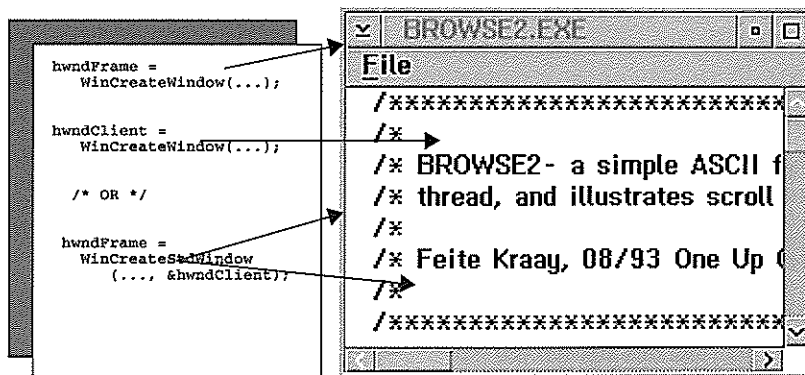 hwndFrame =
WinCreateWindow(...);
hwndClient =
WinCreateWindow(...);
/* OR */
hwndFrame =
WinCreateStdWindow
(..., &hwndClient);
BROWSE2.EXE
File
/**************************
/*
/* BROWSE2- a simple ASCII f
/* thread, and illustrates scroll
/*
/* Feite Kraay, 08/93 One Up
/*
/**************************